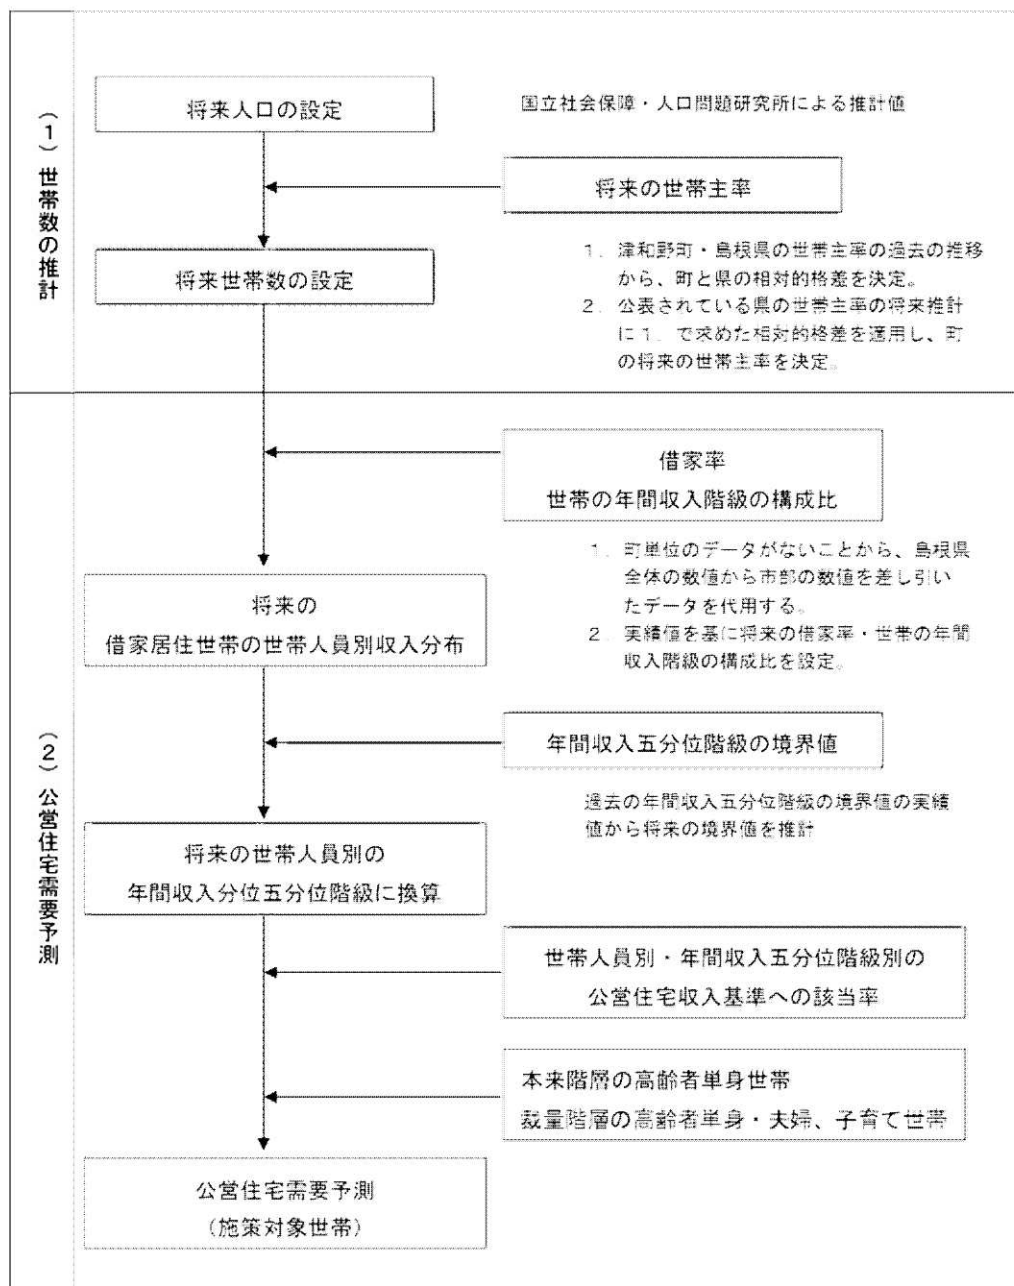 （1）世帯数の推計
将来人口の設定
国立社会保障・人口問題研究所による推計値
将来の世帯主率
将来世帯数の設定
1．津和野町・島根県の世帯主率の過去の推移
から、町と県の相対的格差を決定。
2．公表されている県の世帯主率の将来推計
に1．で求めた相対的格差を適用し、町
の将来の世帯主率を決定。
（2）公営住宅需要予測
借家率
世帯の年間収入階級の構成比
1．町単位のデータがないことから、島根県
全体の数値から市部の数値を差し引い
たデータを代用する。
2．実績値を基に将来の借家率・世帯の年間
収入階級の構成比を設定。
将来の
借家居住世帯の世帯人員別収入分布
年間収入五分位階級の境界値
過去の年間収入五分位階級の境界値の実績
値から将来の境界値を推計
将来の世帯人員別の
年間収入分位五分位階級に換算
世帯人員別・年間収入五分位階級別の
公営住宅収入基準への該当率
本来階層の高齢者単身世帯
裁量階層の高齢者単身・夫婦、子育て世帯
公営住宅需要予測
（施策対象世帯）